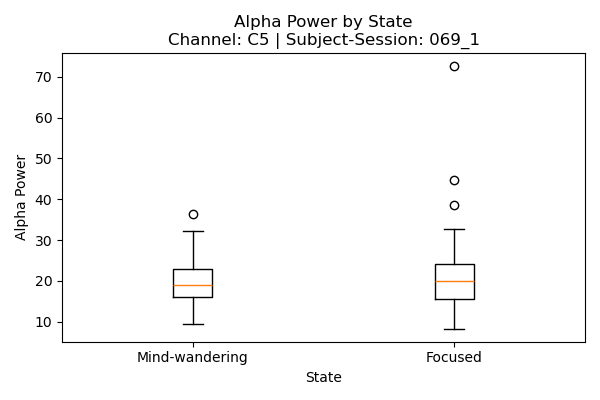 Alpha Power by State
Channel: C5 | Subject-Session: 069_1
Alpha Power
70
60
50
40
30
20
10
Mind-wandering
Focused
State